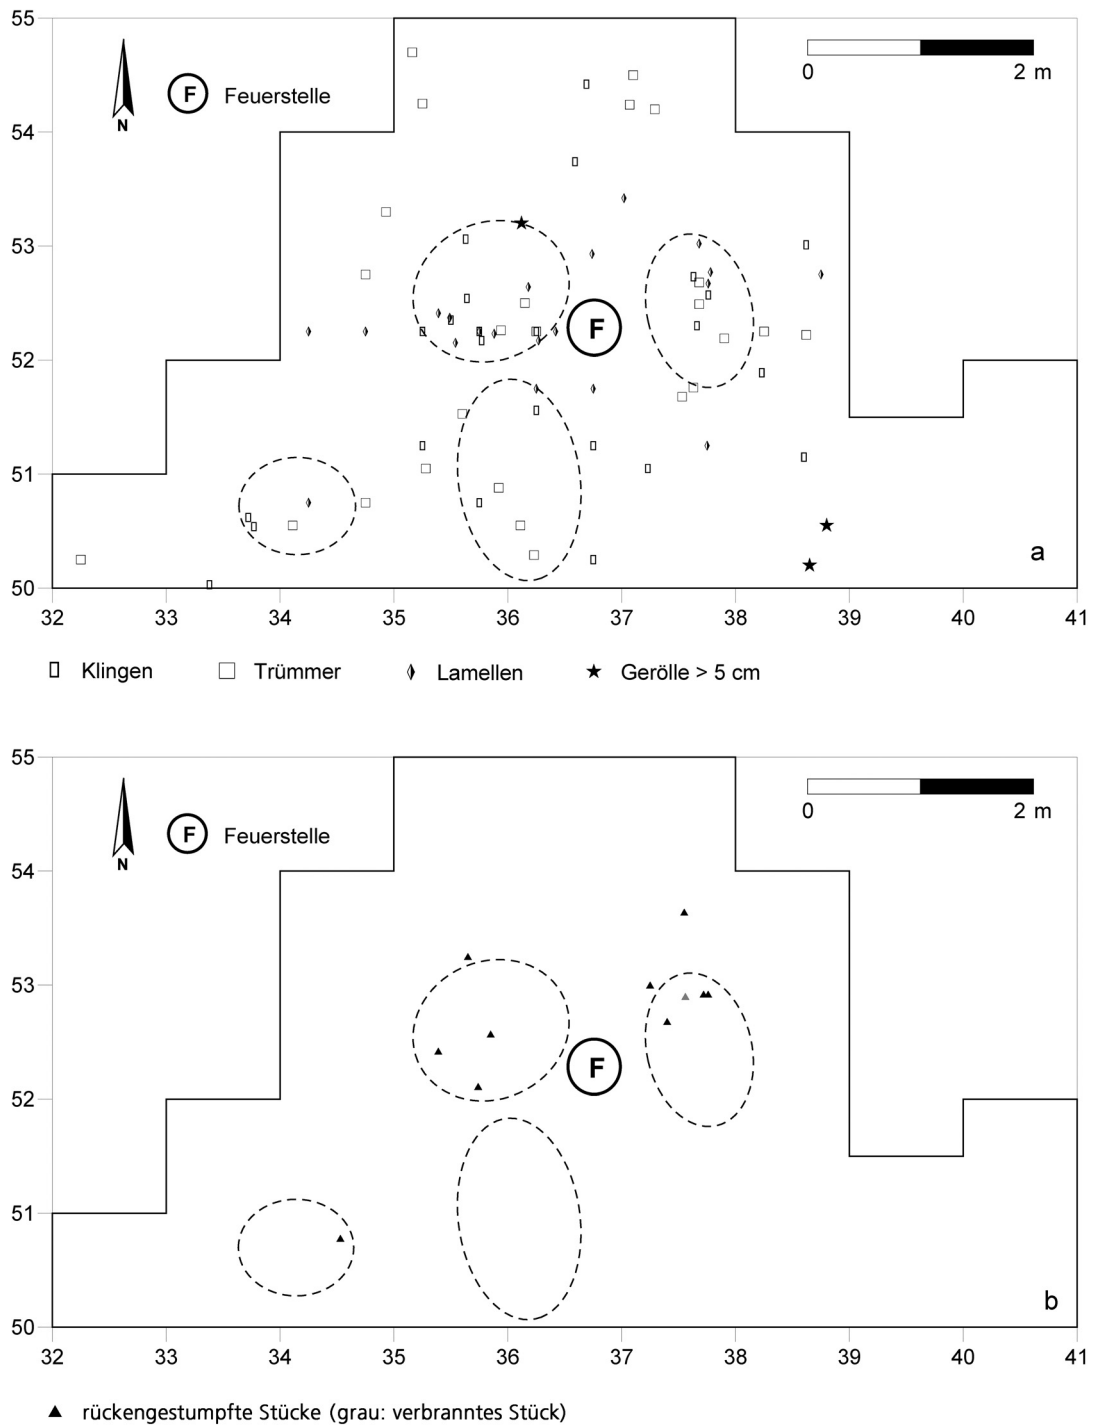 55
54
53
52
51
50
32 33 34 35 36 37 38 39 40 41
N
F Feuerstelle
0 2 m
F
a
Klingen Trümmer Lamellen Gerölle > 5 cm
55
54
53
52
51
50
32 33 34 35 36 37 38 39 40 41
N
F Feuerstelle
0 2 m
F
b
rückengestumpfte Stücke (grau: verbranntes Stück)